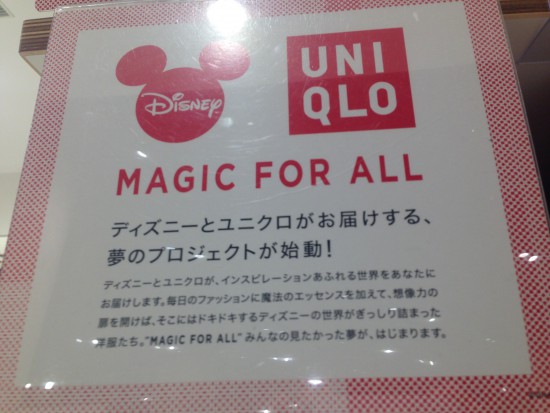 Disney
UNI
QLO
MAGIC FOR ALL
ディズニーとユニクロがお届けする、
夢のプロジェクトが始動！
ディズニーとユニクロが、インスピレーションあふれる世界をあなたに
お届けします。毎日のファッションに魔法のエッセンスを加えて、想像力の
扉を開けば、そこにはドキドキするディズニーの世界がぎっしり詰まった
洋服たち。"MAGIC FOR ALL" みんなの見たかった夢が、はじまります。